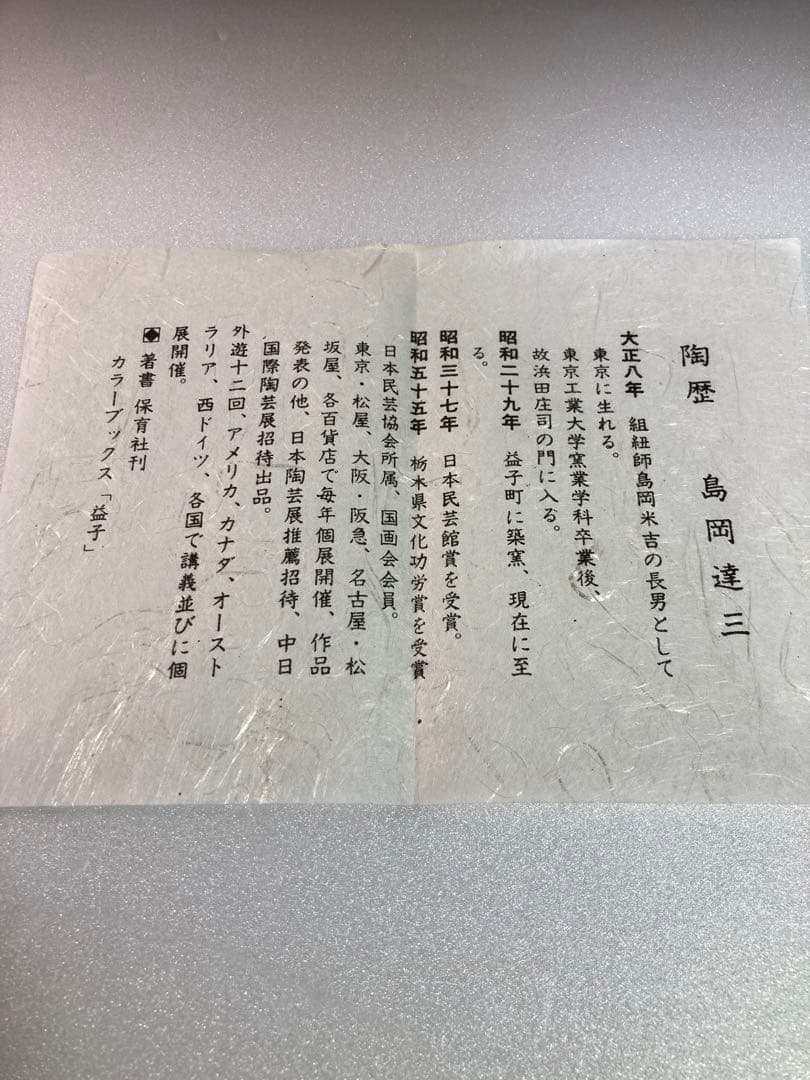 陶歴 島岡達三
大正八年 組紐師島岡米吉の長男として
東京に生れる。
東京工業大学窯業学科卒業後、
故浜田庄司の門に入る。
昭和二十九年 益子町に築窯、現在に至
る。
昭和三十七年 日本民芸館賞を受賞。
昭和五十五年 栃木県文化功労賞を受賞
日本民芸協会所属、国画会会員。
東京・松屋、大阪・阪急、名古屋・松
坂屋、各百貨店で毎年個展開催、作品
発表の他、日本陶芸展推薦招待、中日
国際陶芸展招待出品。
外遊十二回、アメリカ、カナダ、オースト
ラリア、西ドイツ、各国で講義並びに個
展開催。
◆著書 保育社刊
カラーブックス「益子」